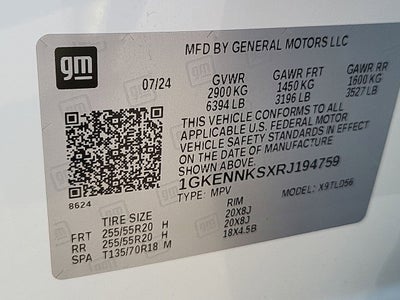 gm
MFD BY GENERAL MOTORS LLC
07/24 GVWR GAWR FRT GAWR RR
2900 KG 1450 KG 1600 KG
6394 LB 3196 LB 3527 LB
THIS VEHICLE CONFORMS TO ALL
APPLICABLE U.S. FEDERAL MOTOR
VEHICLE SAFETY STANDARDS IN EFFECT
ON THE DATE OF MANUFACTURE
SHOWN ABOVE.
1GKENNKSXRJ194759
TYPE: MPV MODEL: X9TLD56
8624
TIRE SIZE RIM
FRT 255/55R20 H 20X8J
RR 255/55R20 H 20X8J
SPA T135/70R18 M 18X4.5B